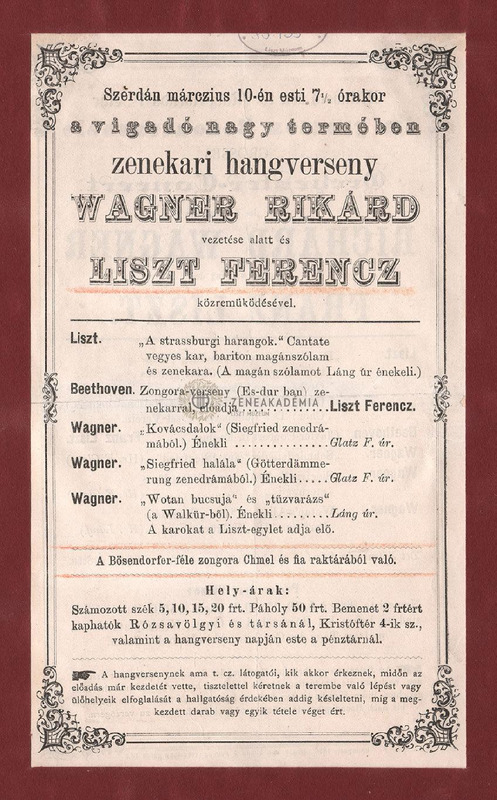 Szerdán márczius 10-én esti 7½ órakor
a vigadó nagy termében
zenekari hangverseny
WAGNER RIKÁRD
vezetése alatt és
LISZT FERENCZ
közremüködésével.
Liszt. „A strassburgi harangok.“ Cantate
vegyes kar, bariton magánszólam
és zenekara. (A magán szólamot Láng úr énekeli.)
Beethoven. Zongora-verseny (Es-dur ban) ze-
nekarral, előadja . . . . . . . . . . . Liszt Ferencz.
ZENEAKADÉMIA
Wagner. „Kovácsdalok“ (Siegfried zenedrá-
mából.) Énekli . . . . . . . . . . . . Glatz F. úr.
Wagner. „Siegfried halála“ (Götterdämme-
rung zenedrámából.) Énekli . . . . . Glatz F. úr.
Wagner. „Wotan bucsuja“ és „tüzvarázs“
(a Walkür-ből). Énekli . . . . . . . . Láng úr.
A karokat a Liszt-egylet adja elő.
A Bösendorfer-féle zongora Chmel és fia raktárából való.
Hely-árak:
Számozott szék 5, 10, 15, 20 frt. Páholy 50 frt. Bemenet 2 frtért
kaphatók Rózsavölgyi és társánál, Kristóftér 4-ik sz.,
valamint a hangverseny napján este a pénztárnál.
A hangversenynek ama t. cz. látogatói, kik akkor érkeznek, midőn az
előadás már kezdetét vette, tisztelettel kéretnek a terembe való lépést vagy
ülőhelyeik elfoglalását a hallgatóság érdekében addig késleltetni, míg a meg-
kezdett darab vagy egyik tétele véget ért.